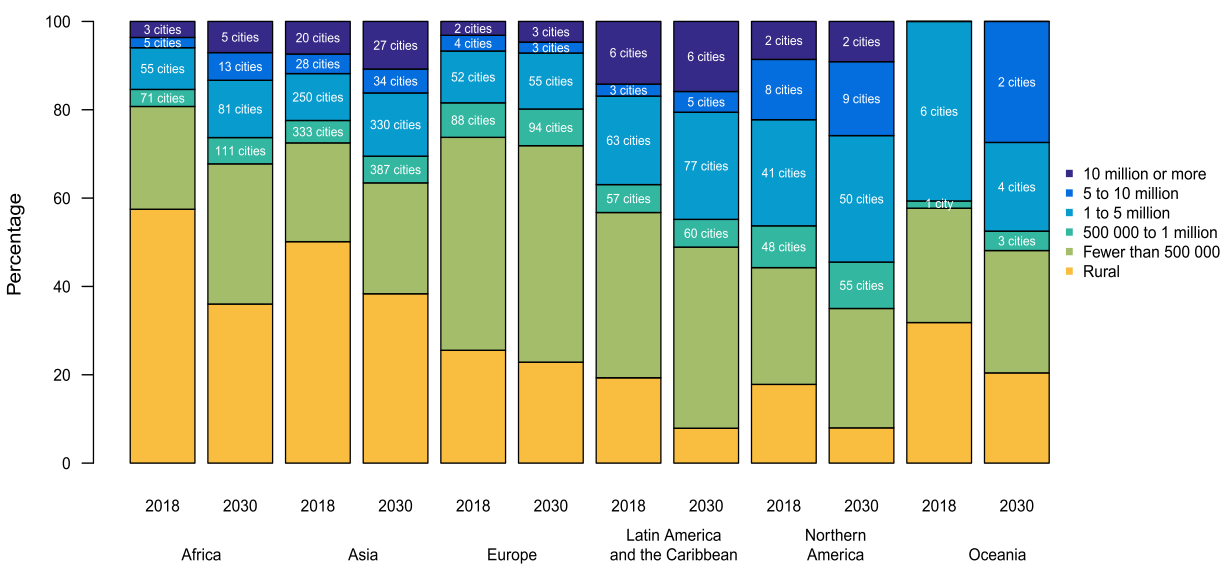 Percentage
100
80
60
40
20
0
3 cities
5 cities
55 cities
71 cities
5 cities
13 cities
81 cities
111 cities
20 cities
28 cities
250 cities
333 cities
27 cities
34 cities
330 cities
387 cities
2 cities
4 cities
52 cities
88 cities
3 cities
3 cities
55 cities
94 cities
6 cities
3 cities
63 cities
57 cities
6 cities
5 cities
77 cities
60 cities
2 cities
8 cities
41 cities
48 cities
2 cities
9 cities
50 cities
55 cities
6 cities
1 city
2 cities
4 cities
3 cities
10 million or more
5 to 10 million
1 to 5 million
500 000 to 1 million
Fewer than 500 000
Rural
2018 2030 2018 2030 2018 2030 2018 2030 2018 2030 2018 2030
Africa
Asia
Europe
Latin America
and the Caribbean
Northern
America
Oceania